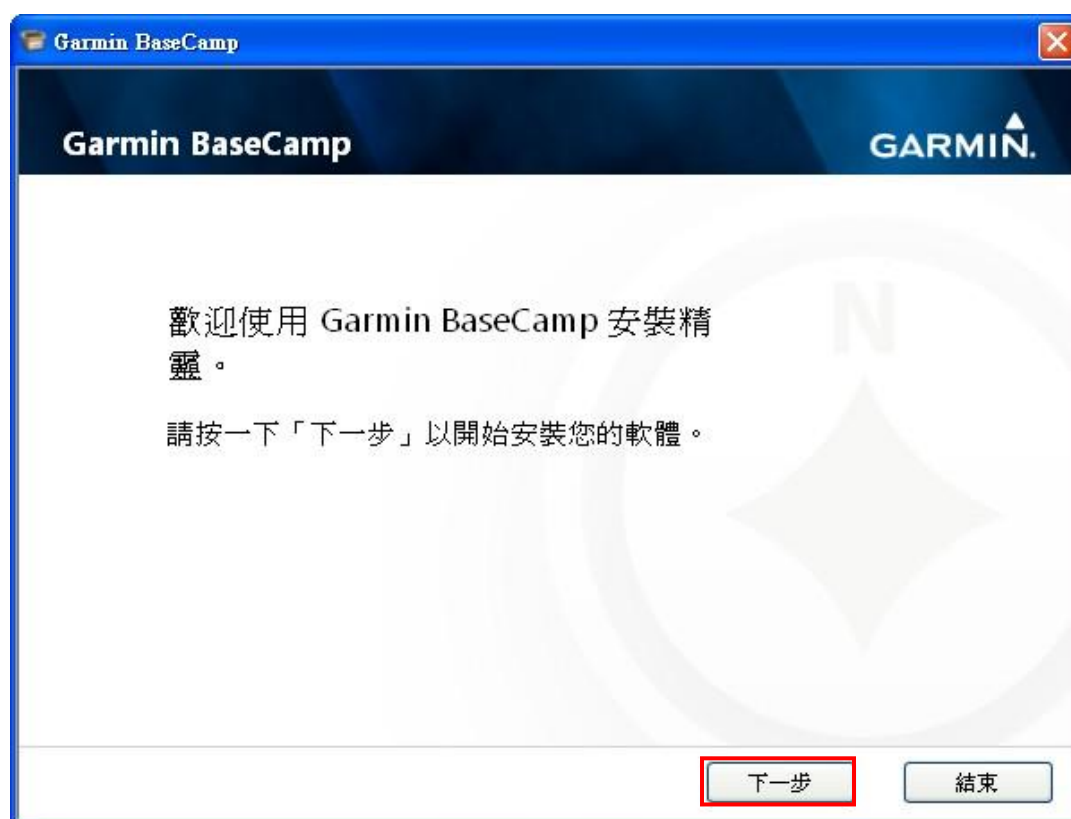 Garmin BaseCamp
Garmin BaseCamp
GARMIN.
歡迎使用 Garmin BaseCamp 安裝精
靈。
請按一下「下一步」以開始安裝您的軟體。
N
下一步
結束